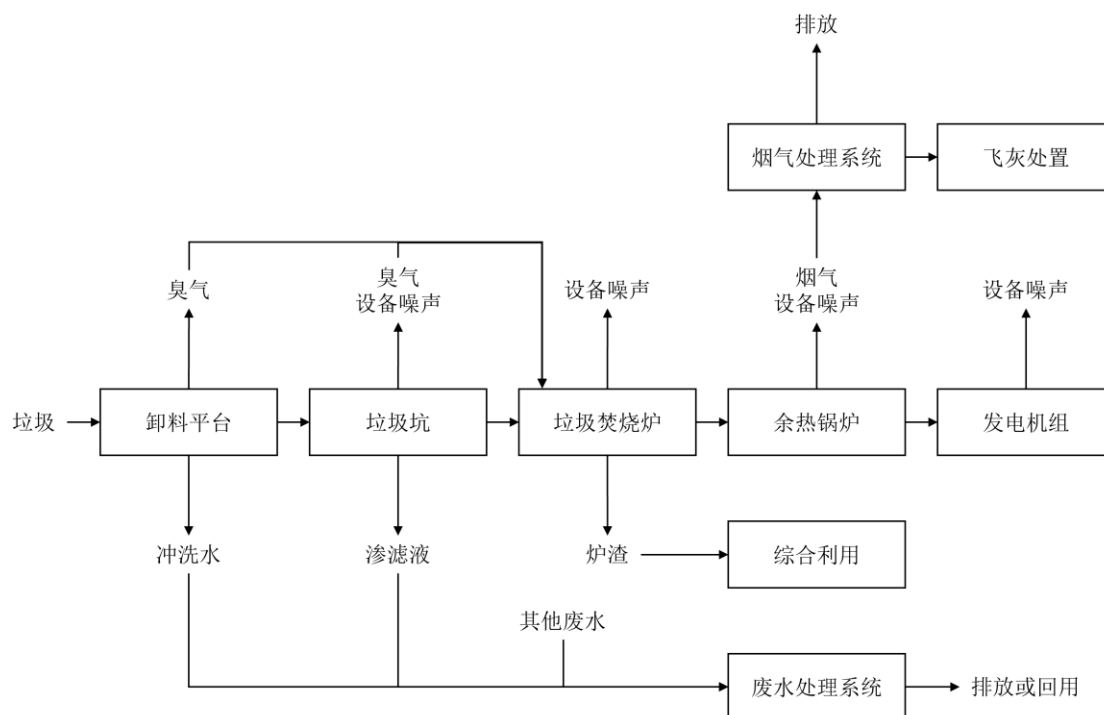 排放
烟气处理系统
飞灰处置
臭气
臭气
设备噪声
设备噪声
烟气
设备噪声
设备噪声
垃圾
卸料平台
垃圾坑
垃圾焚烧炉
余热锅炉
发电机组
冲洗水
渗滤液
炉渣
综合利用
其他废水
废水处理系统
排放或回用